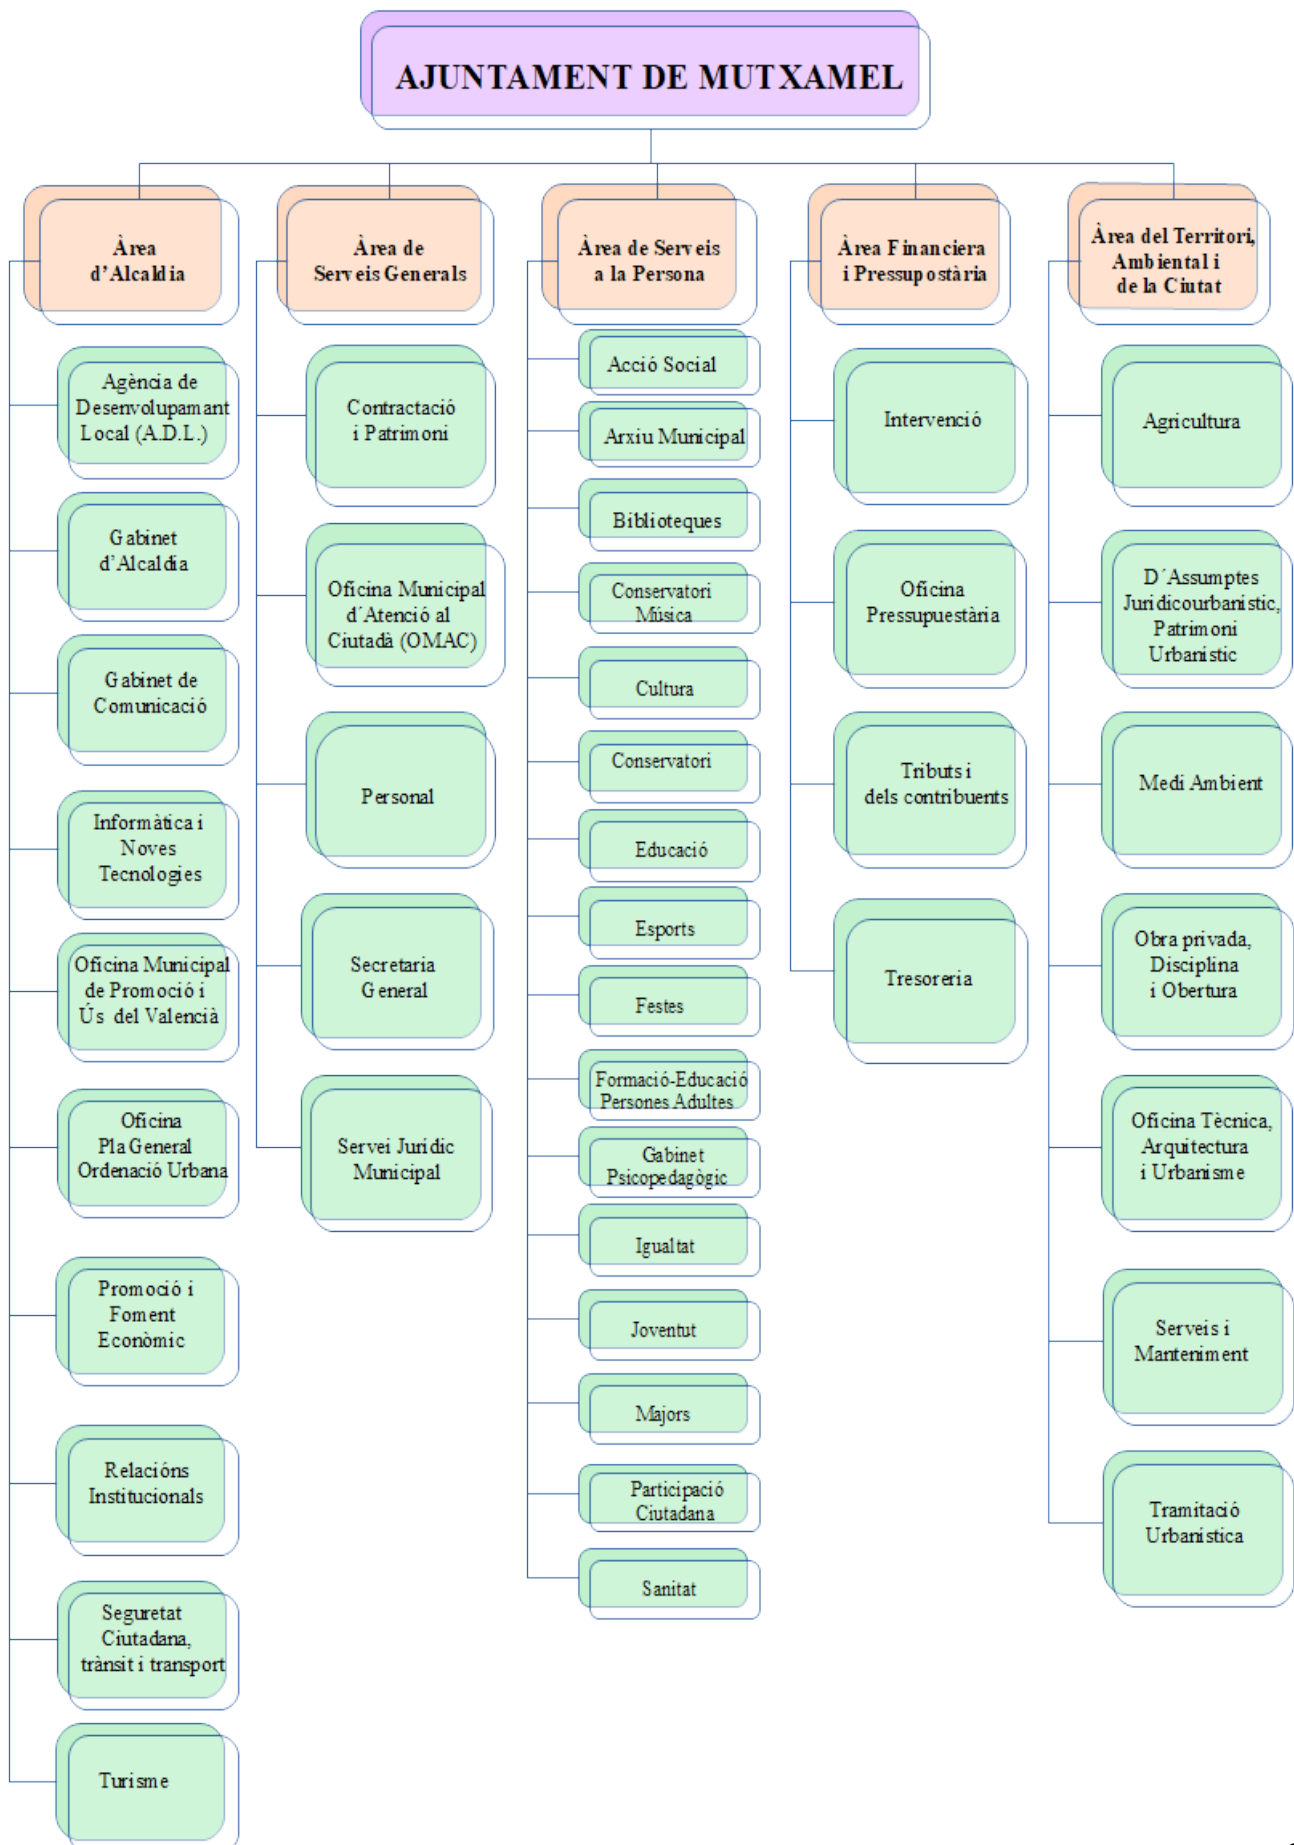 AJUNTAMENT DE MUTXAMEL
Àrea
d’Alcaldia
Agència de
Desenvolupamant
Local (A.D.L.)
Gabinet
d’Alcaldia
Gabinet de
Comunicació
Informàtica i
Noves
Tecnologies
Oficina Municipal
de Promoció i
Ús del Valencià
Oficina
Pla General
Ordenació Urbana
Promoció i
Foment
Econòmic
Relacións
Institucionals
Seguretat
Ciutadana,
trànsit i transport
Turisme
Àrea de
Serveis Generals
Contractació
i Patrimoni
Oficina Municipal
d´Atenció al
Ciutadà (OMAC)
Personal
Secretaria
General
Servei Jurídic
Municipal
Àrea de Serveis
a la Persona
Acció Social
Arxiu Municipal
Biblioteques
Conservatori
Música
Cultura
Conservatori
Educació
Esports
Festes
Formació-Educació
Persones Adultes
Gabinet
Psicopedagògic
Igualtat
Joventut
Majors
Participació
Ciutadana
Sanitat
Àrea Financiera
i Pressupostària
Intervenció
Oficina
Pressupuestària
Tributs i
dels contribuents
Tresoreria
Àrea del Territori,
Ambiental i
de la Ciutat
Agricultura
D´Assumptes
Juridicourbanístic,
Patrimoni
Urbanístic
Medi Ambient
Obra privada,
Disciplina
i Obertura
Oficina Tècnica,
Arquitectura
i Urbanisme
Serveis i
Manteniment
Tramitació
Urbanística